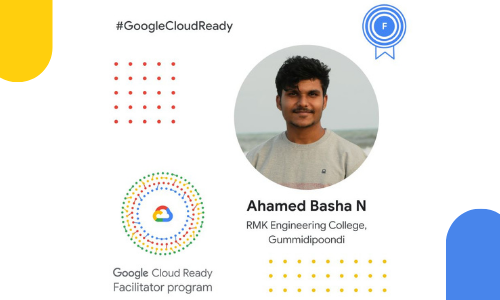 #GoogleCloudReady
F
Ahamed Basha N
RMK Engineering College,
Gummidipoondi
Google Cloud Ready
Facilitator program